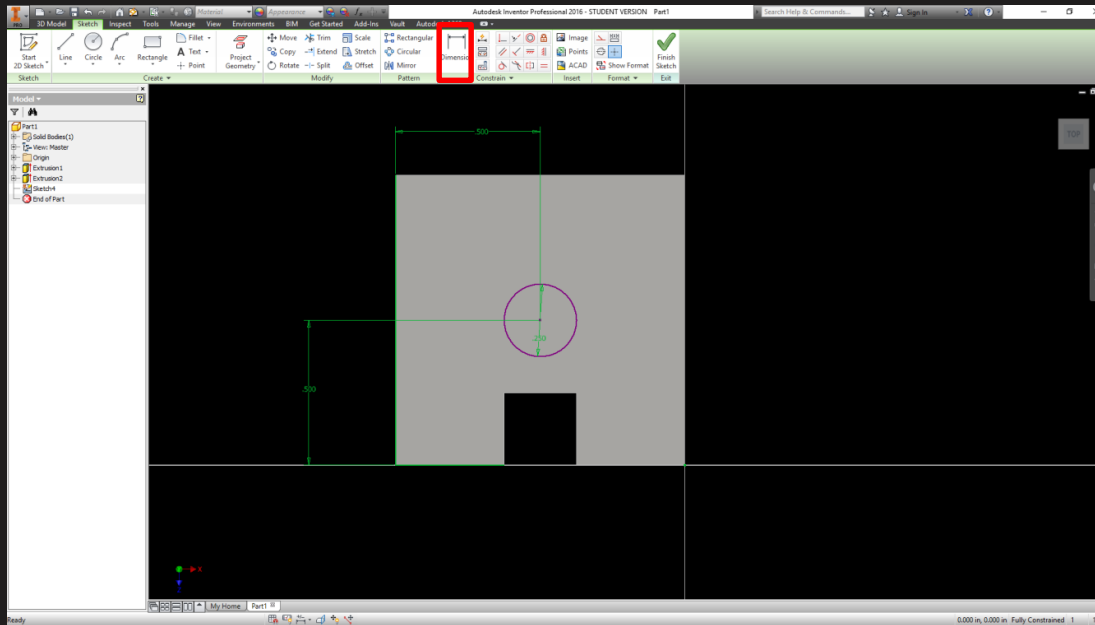 Material Appearance Autodesk Inventor Professional 2016 - STUDENT VERSION Part1 Search Help & Commands... Sign In
PRO 3D Model Sketch Inspect Tools Manage View Environments BIM Get Started Add-Ins Vault
Start 2D Sketch Line Circle Arc Rectangle Fillet Text Point Project Geometry
Move Trim Scale
Copy Extend Stretch
Rotate Split Offset
Rectangular
Circular
Mirror
Image
Points
ACAD Show Format
Finish Sketch
Sketch Create Modify Pattern Constrain Insert Format Exit
Model
Part1
Solid Bodies(1)
View: Master
Origin
Extrusion1
Extrusion2
Sketch4
End of Part
.500
TOP
.250
.500
X
Z
My Home Part1
Ready 0.000 in, 0.000 in Fully Constrained 1